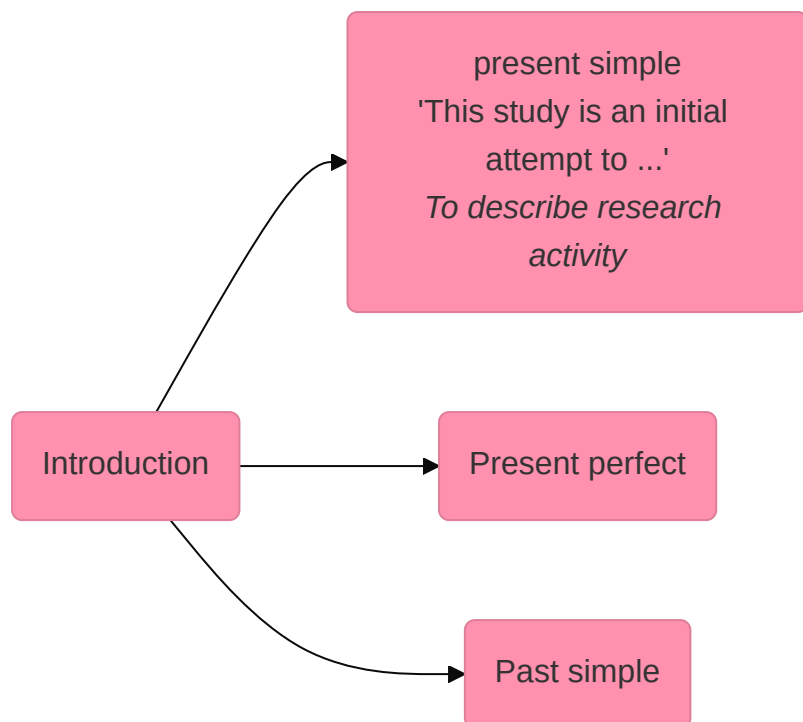 present simple
'This study is an initial
attempt to ...'
To describe research
activity
Introduction
Present perfect
Past simple